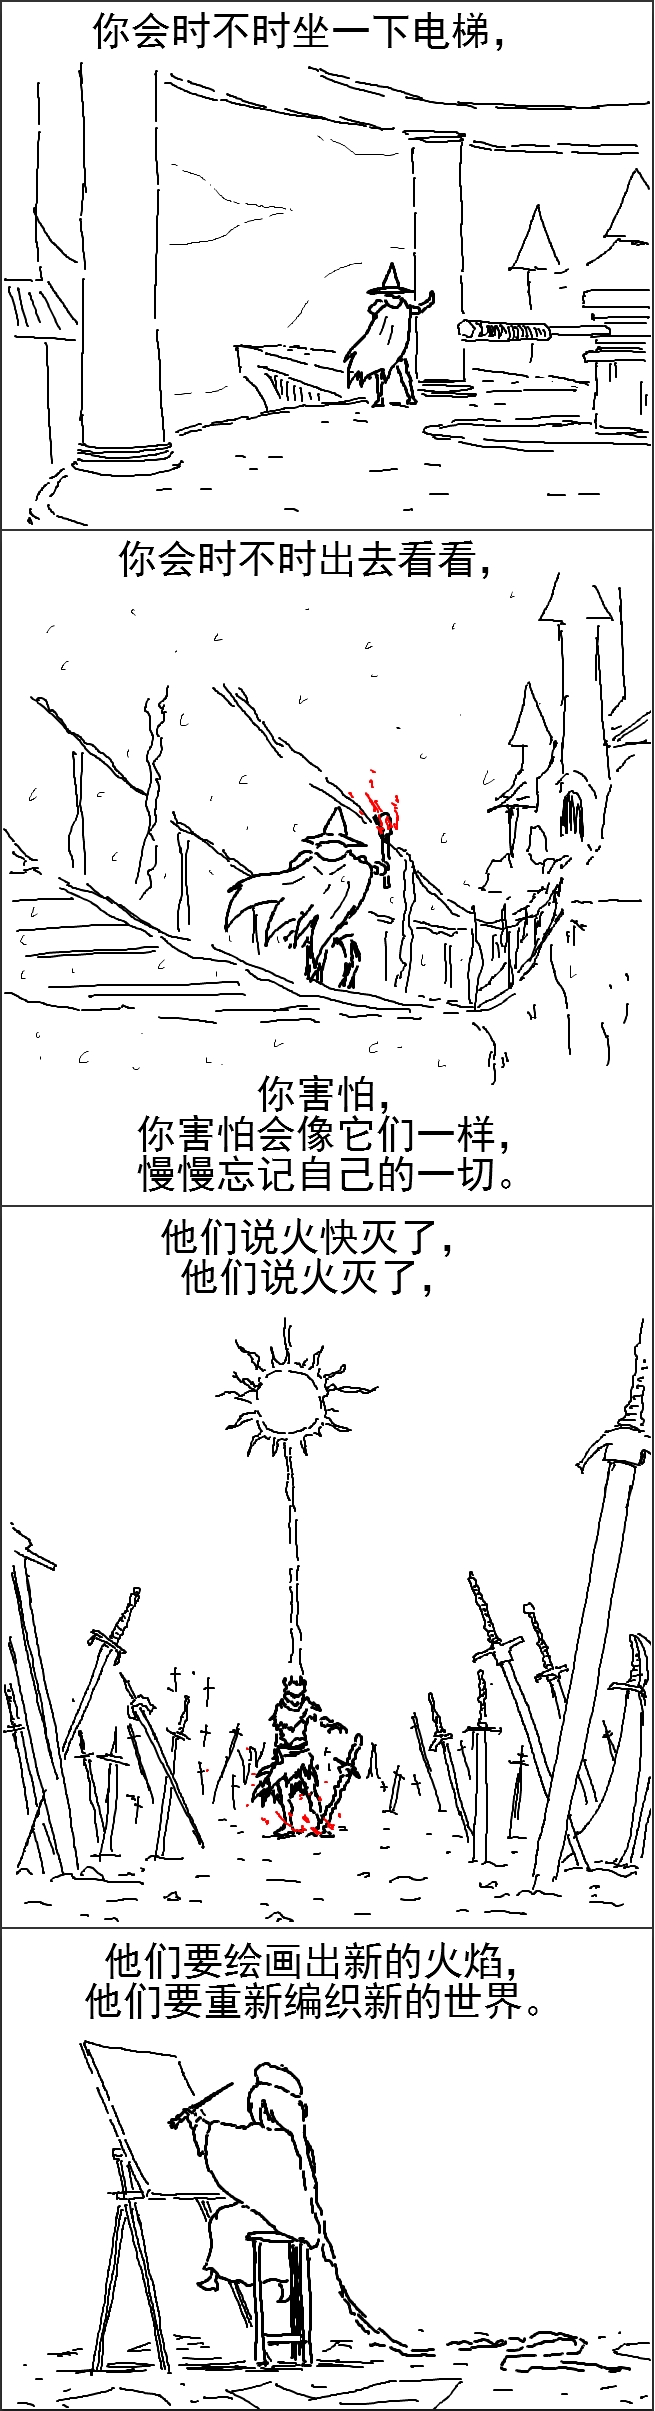 你会时不时坐一下电梯，
你会时不时出去看看，
你害怕，
你害怕会像它们一样，
慢慢忘记自己的一切。
他们说火快灭了，
他们说火灭了，
他们要绘画出新的火焰，
他们要重新编织新的世界。